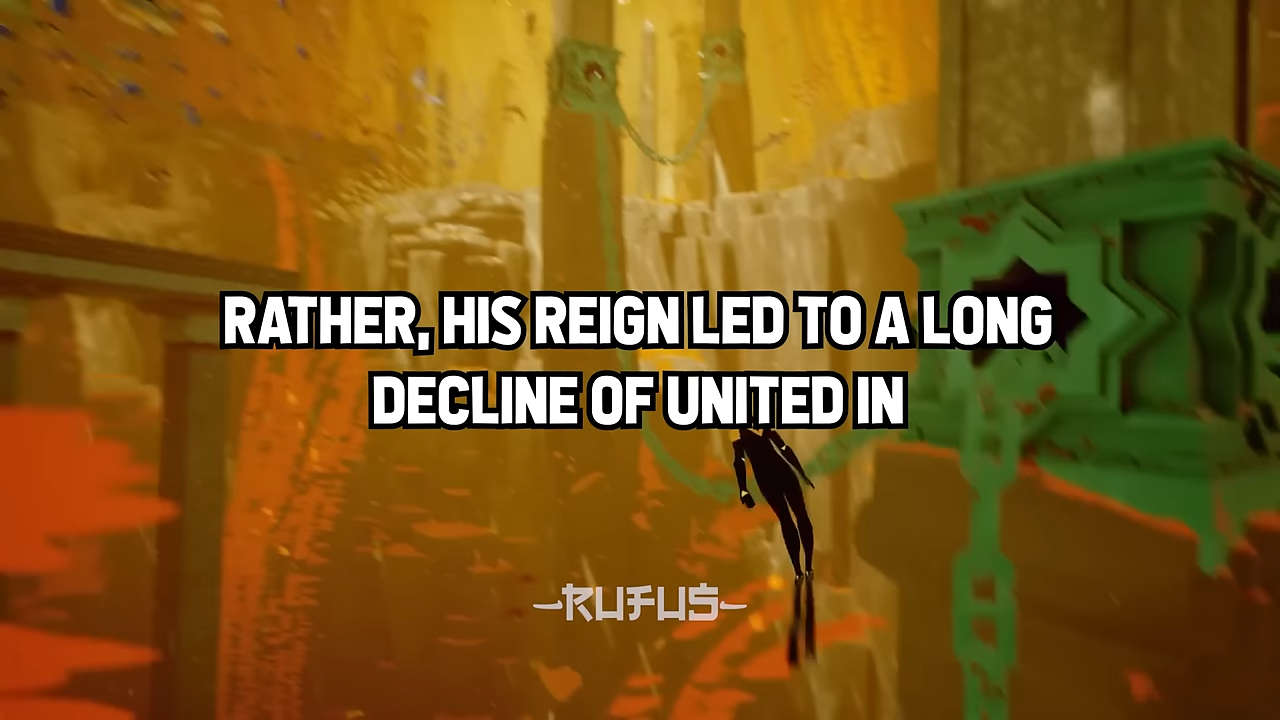 RATHER, HIS REIGN LED TO A LONG
DECLINE OF UNITED IN
-RUFUS-